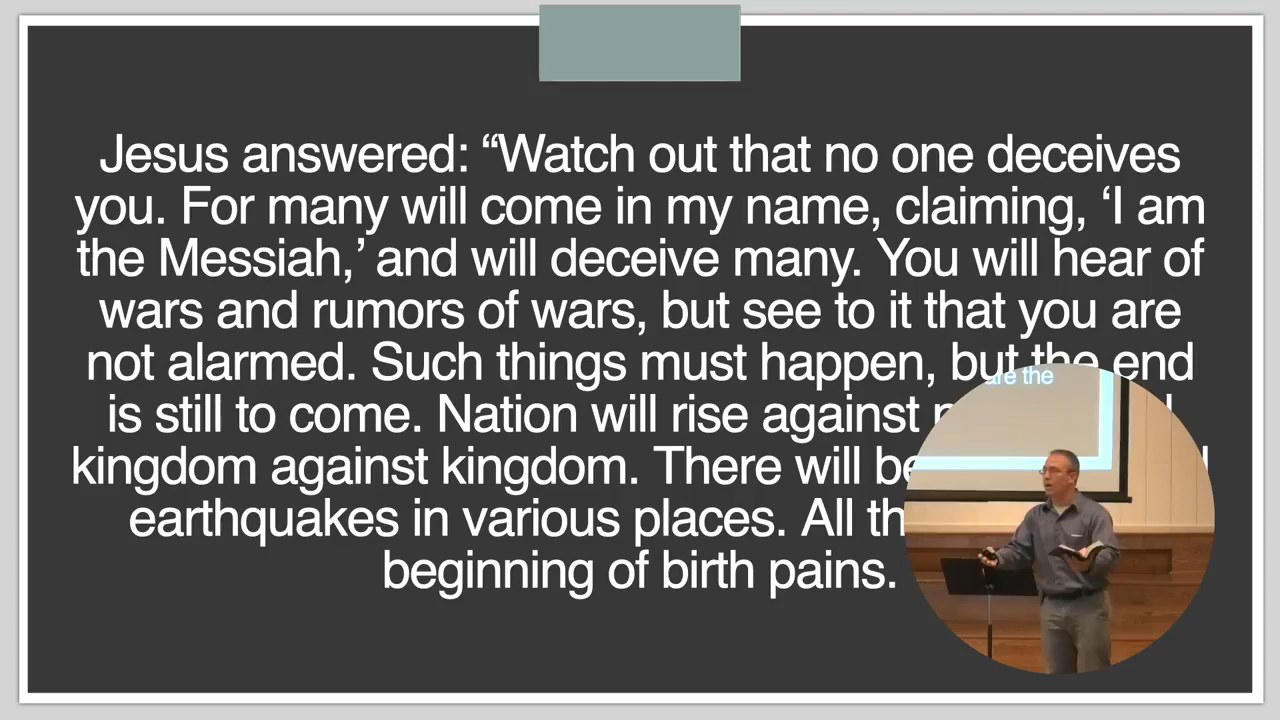 Jesus answered: “Watch out that no one deceives
you. For many will come in my name, claiming, ‘I am
the Messiah,’ and will deceive many. You will hear of
wars and rumors of wars, but see to it that you are
not alarmed. Such things must happen, but the end
is still to come. Nation will rise against
kingdom against kingdom. There will be
earthquakes in various places. All
beginning of birth pains.
are the